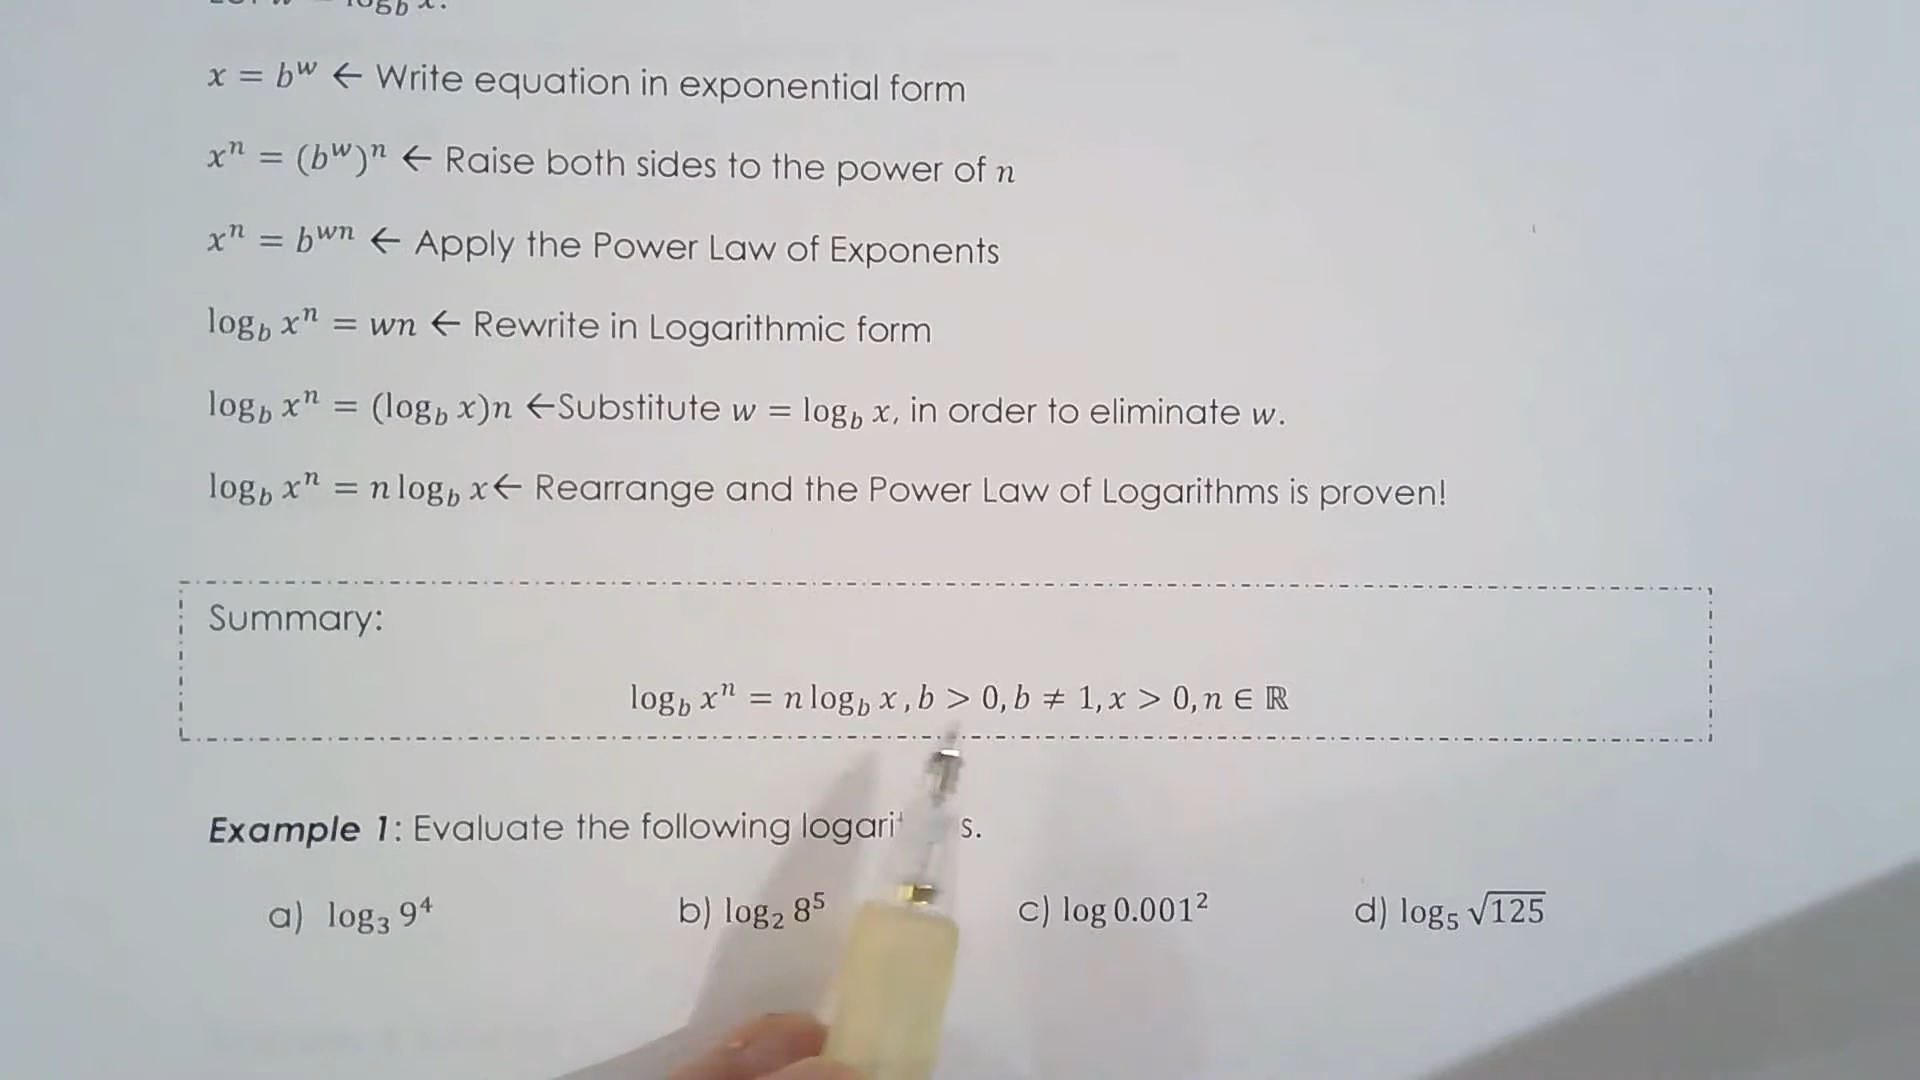 x = b^w ← Write equation in exponential form
x^n = (b^w)^n ← Raise both sides to the power of n
x^n = b^wn ← Apply the Power Law of Exponents
log_b x^n = wn ← Rewrite in Logarithmic form
log_b x^n = (log_b x)n ←Substitute w = log_b x, in order to eliminate w.
log_b x^n = n log_b x← Rearrange and the Power Law of Logarithms is proven!
Summary:
log_b x^n = n log_b x , b > 0, b ≠ 1, x > 0, n ∈ ℝ
Example 1: Evaluate the following
a) log_3 9^4 b) log_2 8^5 c) log 0.001^2 d) log_5 √125